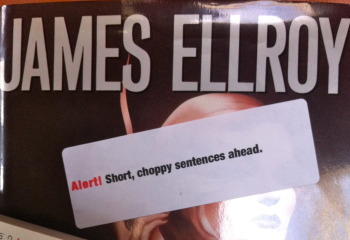 JAMES ELLROY
Alert! Short, choppy sentences ahead.